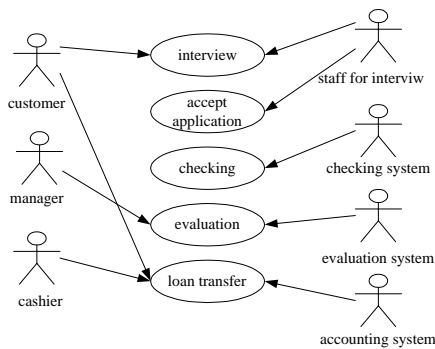 customer
manager
cashier
interview
accept
application
checking
evaluation
loan transfer
staff for interviw
checking system
evaluation system
accounting system